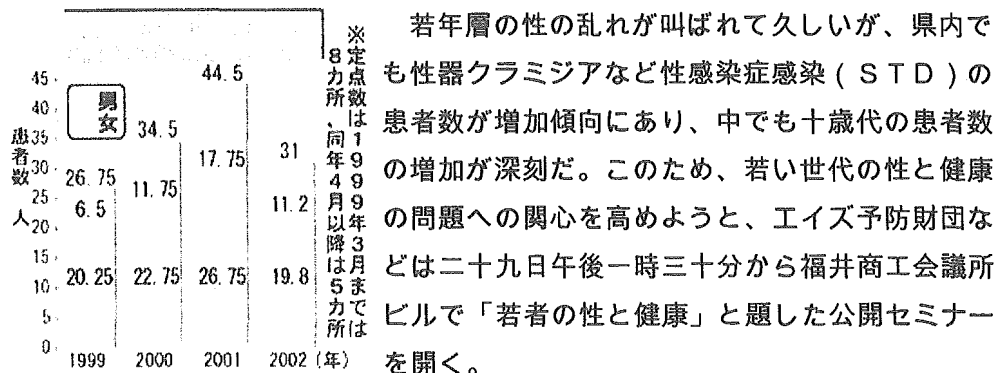 若年層の性の乱れが叫ばれて久しいが、県内で
も性器クラミジアなど性感染症感染（ＳＴＤ）の
患者数が増加傾向にあり、中でも十歳代の患者数
の増加が深刻だ。このため、若い世代の性と健康
の問題への関心を高めようと、エイズ予防財団な
どは二十九日午後一時三十分から福井商工会議所
ビルで「若者の性と健康」と題した公開セミナー
を開く。
※定点数は1999年3月までは
8カ所、同年4月以降は5カ所
患者数 人
45
40
35
30
25
20
15
10
5
0
男
女
26.75
6.5
20.25
34.5
11.75
22.75
44.5
17.75
26.75
31
11.2
19.8
1999 2000 2001 2002 (年)